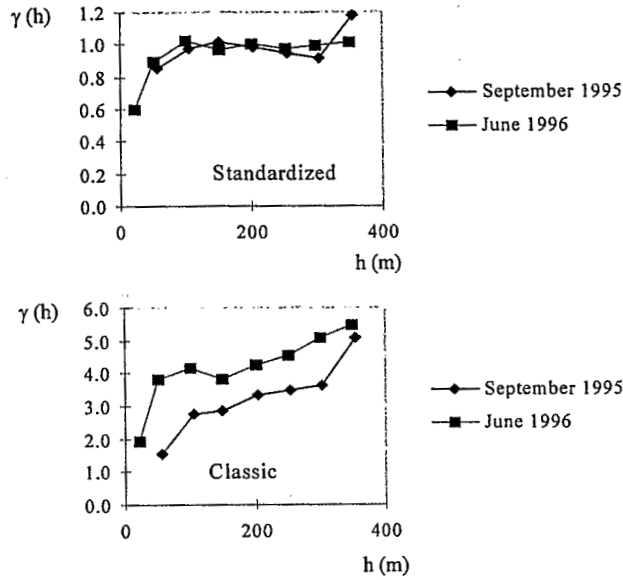 γ (h)
1.2
1.0
0.8
0.6
0.4
0.2
0.0
Standardized
0
200
400
h (m)
September 1995
June 1996
γ (h)
6.0
5.0
4.0
3.0
2.0
1.0
0.0
Classic
0
200
400
h (m)
September 1995
June 1996